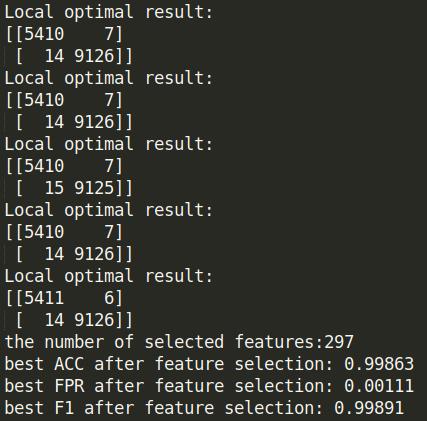 Local optimal result:
[[5410    7]
 [  14 9126]]
Local optimal result:
[[5410    7]
 [  14 9126]]
Local optimal result:
[[5410    7]
 [  15 9125]]
Local optimal result:
[[5410    7]
 [  14 9126]]
Local optimal result:
[[5411    6]
 [  14 9126]]
the number of selected features:297
best ACC after feature selection: 0.99863
best FPR after feature selection: 0.00111
best F1 after feature selection: 0.99891